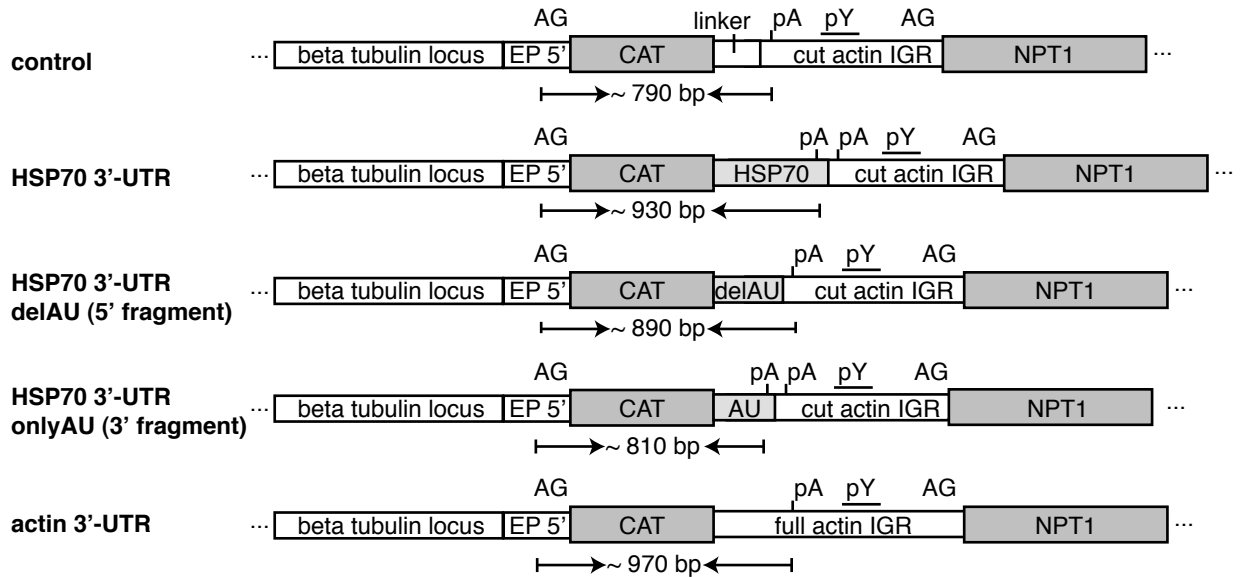 AG linker pA pY AG
control ... beta tubulin locus EP 5' CAT cut actin IGR NPT1 ...
~ 790 bp
AG pA pA pY AG
HSP70 3'-UTR ... beta tubulin locus EP 5' CAT HSP70 cut actin IGR NPT1 ...
~ 930 bp
AG pA pY AG
HSP70 3'-UTR
delAU (5' fragment) ... beta tubulin locus EP 5' CAT delAU cut actin IGR NPT1 ...
~ 890 bp
AG pA pA pY AG
HSP70 3'-UTR
onlyAU (3' fragment) ... beta tubulin locus EP 5' CAT AU cut actin IGR NPT1 ...
~ 810 bp
AG pA pY AG
actin 3'-UTR ... beta tubulin locus EP 5' CAT full actin IGR NPT1 ...
~ 970 bp